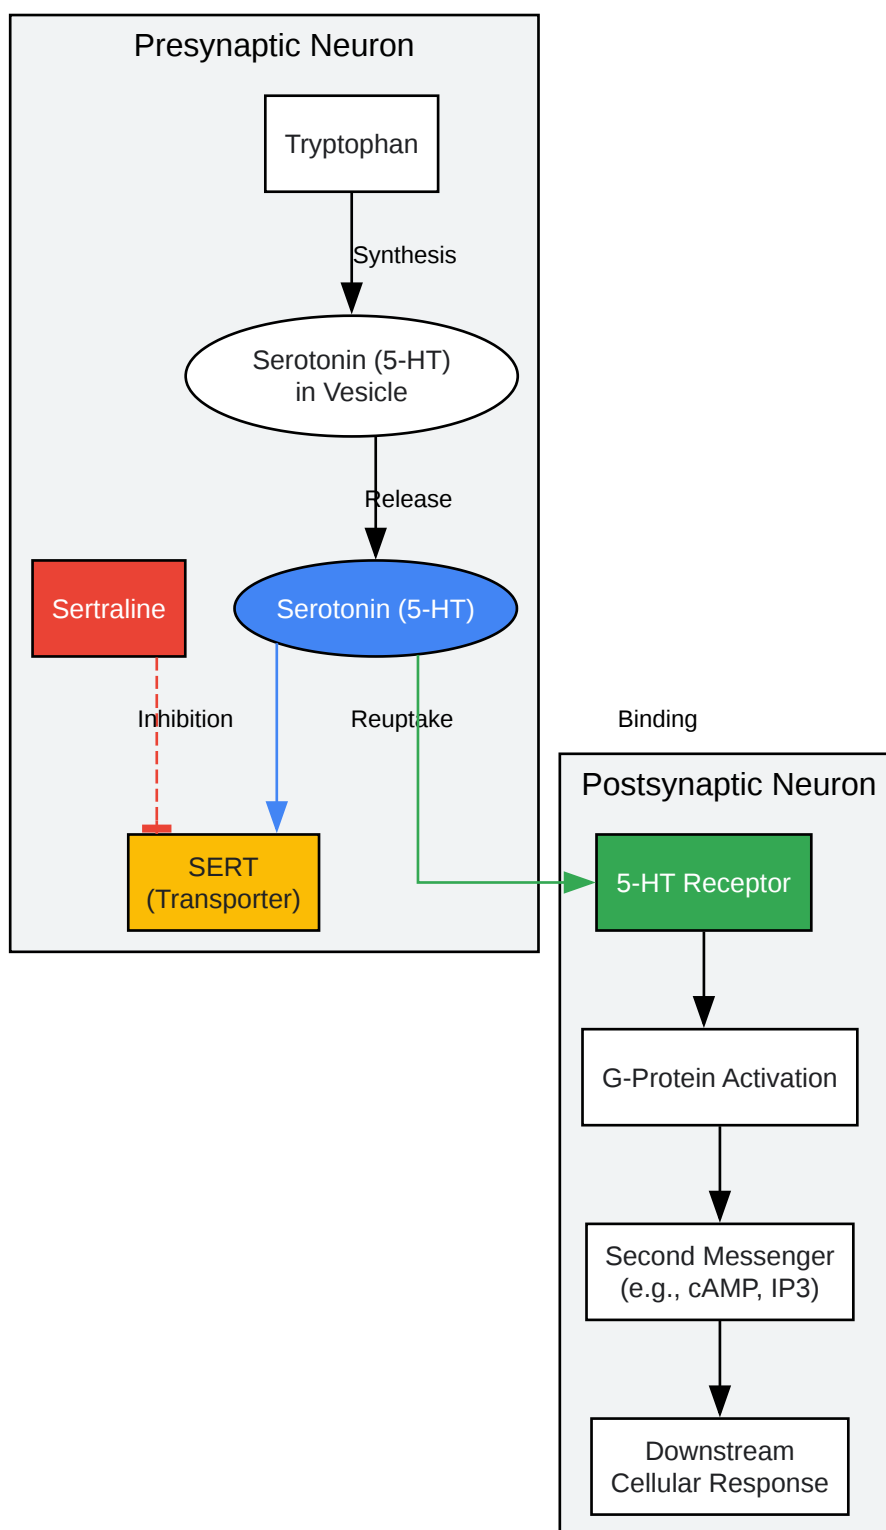 Presynaptic Neuron
Tryptophan
Synthesis
Serotonin (5-HT)
in Vesicle
Release
Sertraline
Serotonin (5-HT)
Inhibition
Reuptake
Binding
Postsynaptic Neuron
SERT
(Transporter)
5-HT Receptor
G-Protein Activation
Second Messenger
(e.g., cAMP, IP3)
Downstream
Cellular Response